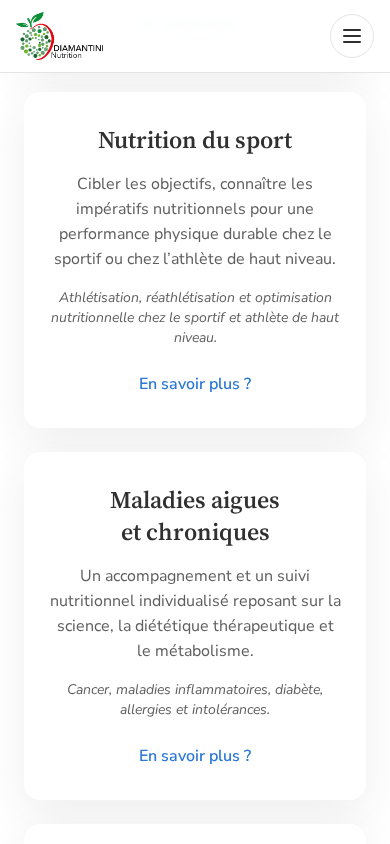 DIAMANTINI
Nutrition
Nutrition du sport
Cibler les objectifs, connaître les
impératifs nutritionnels pour une
performance physique durable chez le
sportif ou chez l’athlète de haut niveau.
Athlétisation, réathlétisation et optimisation
nutritionnelle chez le sportif et athlète de haut
niveau.
En savoir plus ?
Maladies aigues
et chroniques
Un accompagnement et un suivi
nutritionnel individualisé reposant sur la
science, la diététique thérapeutique et
le métabolisme.
Cancer, maladies inflammatoires, diabète,
allergies et intolérances.
En savoir plus ?